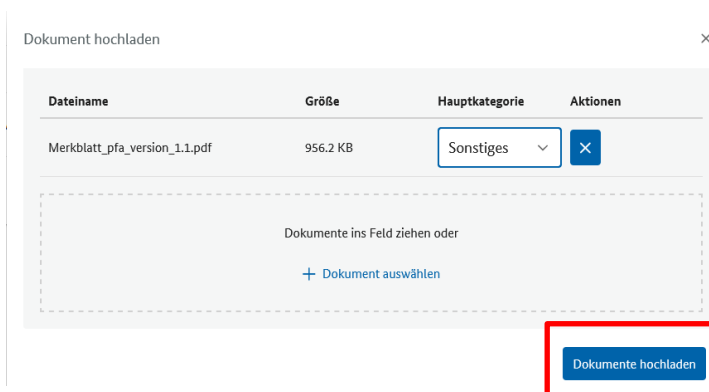 Dokument hochladen
Dateiname Größe Hauptkategorie Aktionen
Merkblatt_pfa_version_1.1.pdf 956.2 KB Sonstiges
Dokumente ins Feld ziehen oder
+ Dokument auswählen
Dokumente hochladen